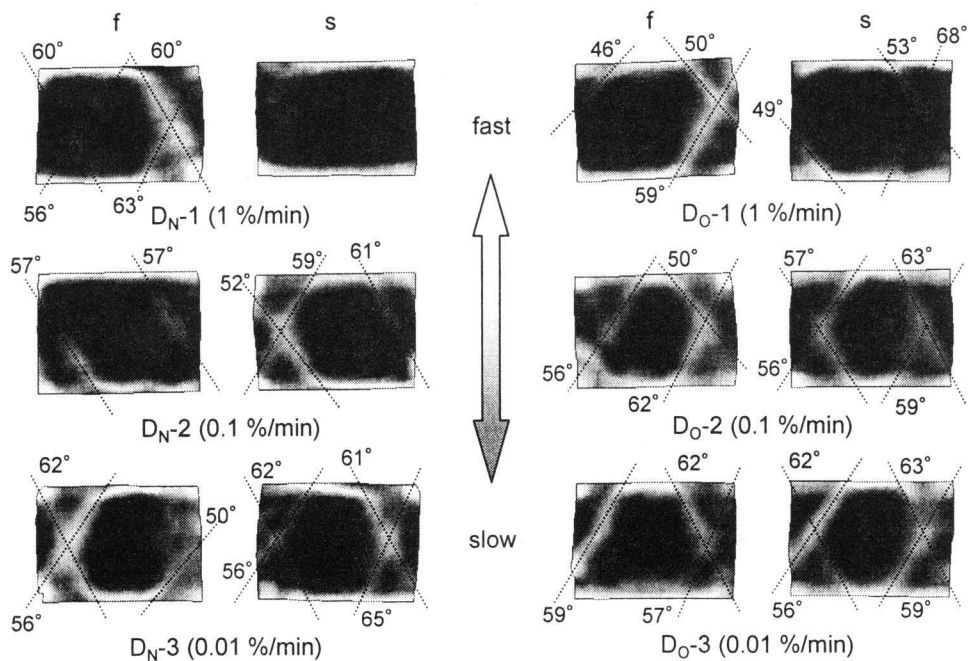 f s f s
60° 60° 46° 50° 53° 68°
49°
fast
56° 63° 59°
D_N-1 (1 %/min) D_O-1 (1 %/min)
57° 57° 52° 59° 61° 50° 57° 63°
56° 62° 56° 59°
D_N-2 (0.1 %/min) D_O-2 (0.1 %/min)
62° 50° 62° 61° 62° 62° 63°
slow
56° 56° 65° 59° 57° 56° 59°
D_N-3 (0.01 %/min) D_O-3 (0.01 %/min)